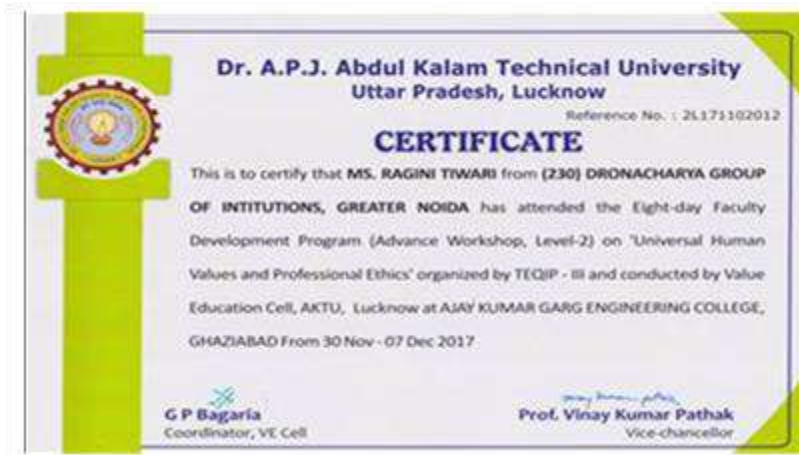 Dr. A.P.J. Abdul Kalam Technical University
Uttar Pradesh, Lucknow
Reference No. : 2L171102012
CERTIFICATE
This is to certify that MS. RAGINI TIWARI from (230) DRONACHARYA GROUP
OF INTITUTIONS, GREATER NOIDA has attended the Eight-day Faculty
Development Program (Advance Workshop, Level-2) on 'Universal Human
Values and Professional Ethics' organized by TEQIP - III and conducted by Value
Education Cell, AKTU, Lucknow at AJAY KUMAR GARG ENGINEERING COLLEGE,
GHAZIABAD From 30 Nov - 07 Dec 2017
G P Bagaria
Coordinator, VE Cell
Prof. Vinay Kumar Pathak
Vice-chancellor